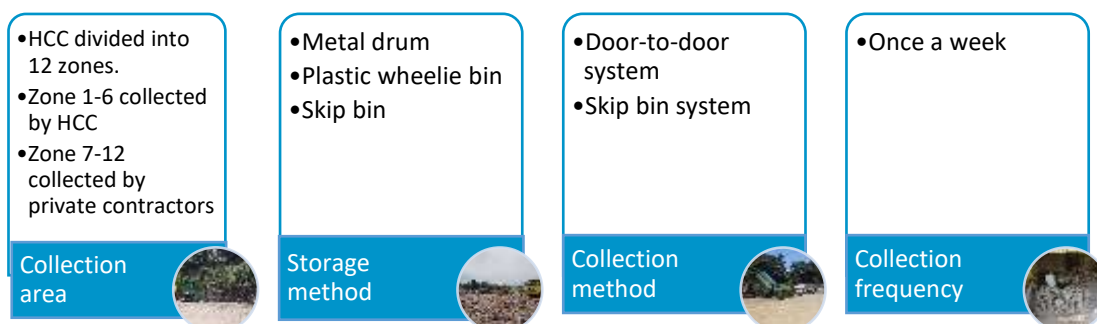 •HCC divided into
12 zones.
•Zone 1-6 collected
by HCC
•Zone 7-12
collected by
private contractors
Collection
area
•Metal drum
•Plastic wheelie bin
•Skip bin
Storage
method
•Door-to-door
system
•Skip bin system
Collection
method
•Once a week
Collection
frequency